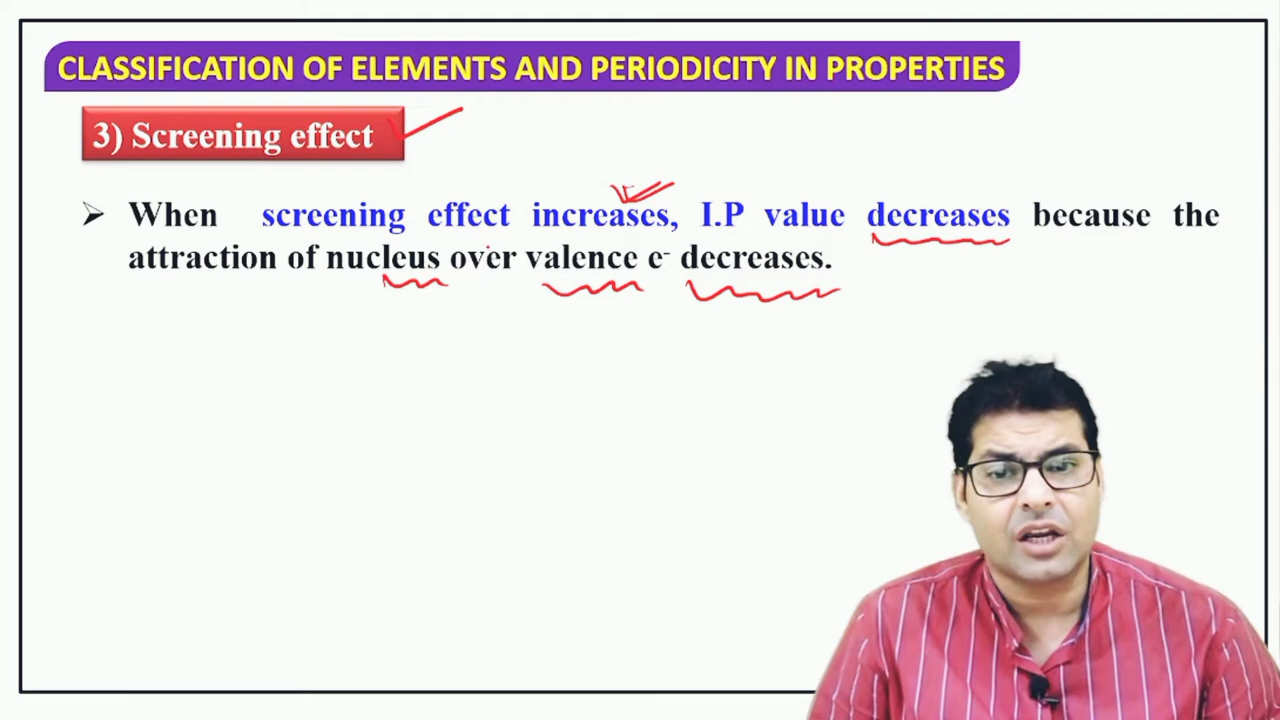 CLASSIFICATION OF ELEMENTS AND PERIODICITY IN PROPERTIES
3) Screening effect
➢ When screening effect increases, I.P value decreases because the
attraction of nucleus over valence e⁻ decreases.